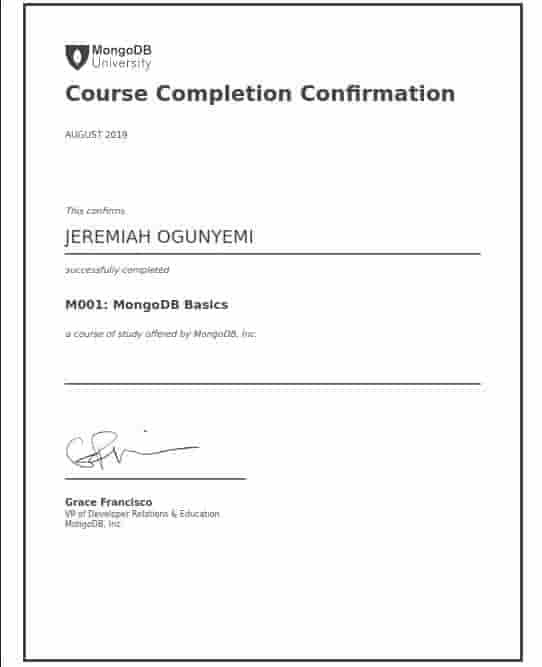 MongoDB
University
Course Completion Confirmation
AUGUST 2019
This confirms
JEREMIAH OGUNYEMI
successfully completed
M001: MongoDB Basics
a course of study offered by MongoDB, Inc.
Grace Francisco
VP of Developer Relations & Education
MongoDB, Inc.